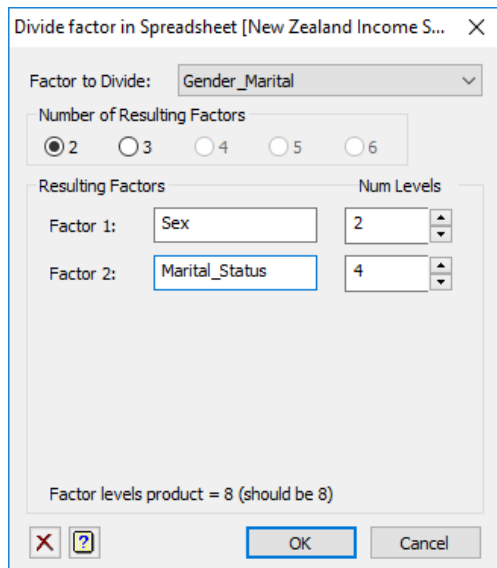 Divide factor in Spreadsheet [New Zealand Income S...
Factor to Divide: Gender_Marital
Number of Resulting Factors
2 3 4 5 6
Resulting Factors Num Levels
Factor 1: Sex 2
Factor 2: Marital_Status 4
Factor levels product = 8 (should be 8)
? OK Cancel